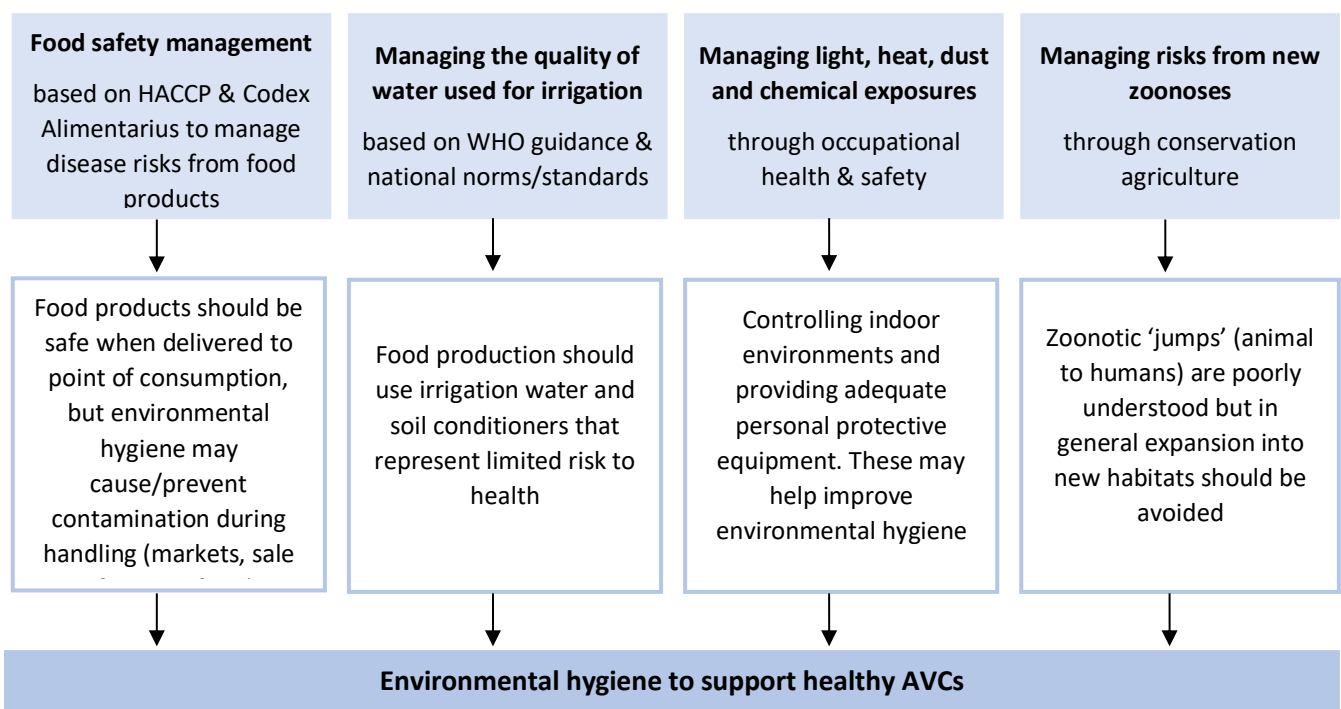 Food safety management
based on HACCP & Codex
Alimentarius to manage
disease risks from food
products
Managing the quality of
water used for irrigation
based on WHO guidance &
national norms/standards
Managing light, heat, dust
and chemical exposures
through occupational
health & safety
Managing risks from new
zoonoses
through conservation
agriculture
Food products should be
safe when delivered to
point of consumption,
but environmental
hygiene may
cause/prevent
contamination during
handling (markets, sale
Food production should
use irrigation water and
soil conditioners that
represent limited risk to
health
Controlling indoor
environments and
providing adequate
personal protective
equipment. These may
help improve
environmental hygiene
Zoonotic ‘jumps’ (animal
to humans) are poorly
understood but in
general expansion into
new habitats should be
avoided
Environmental hygiene to support healthy AVCs